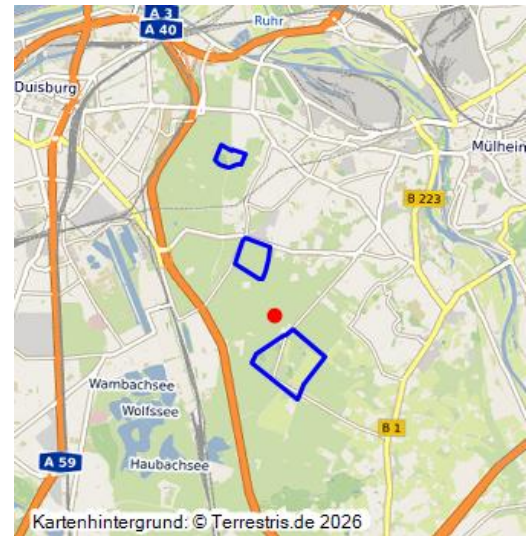 A 3
A 40
Ruhr
Duisburg
Mülheim
B 223
Wambachsee
Wolfssee
B 1
A 59
Haubachsee
Kartenhintergrund: © Terrestris.de 2026